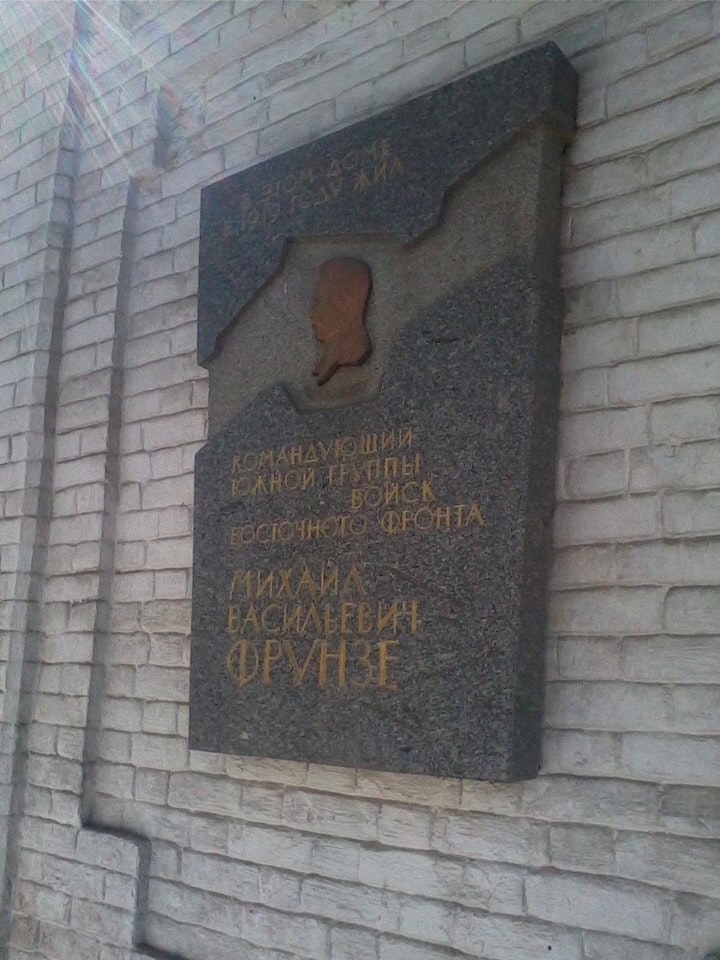 В ЭТОМ ДОМЕ
В 1919 ГОДУ ЖИЛ
КОМАНДУЮЩИЙ
ЮЖНОЙ ГРУППЫ
ВОЙСК
ВОСТОЧНОГО ФРОНТА
МИХАИЛ
ВАСИЛЬЕВИЧ
ФРУНЗЕ